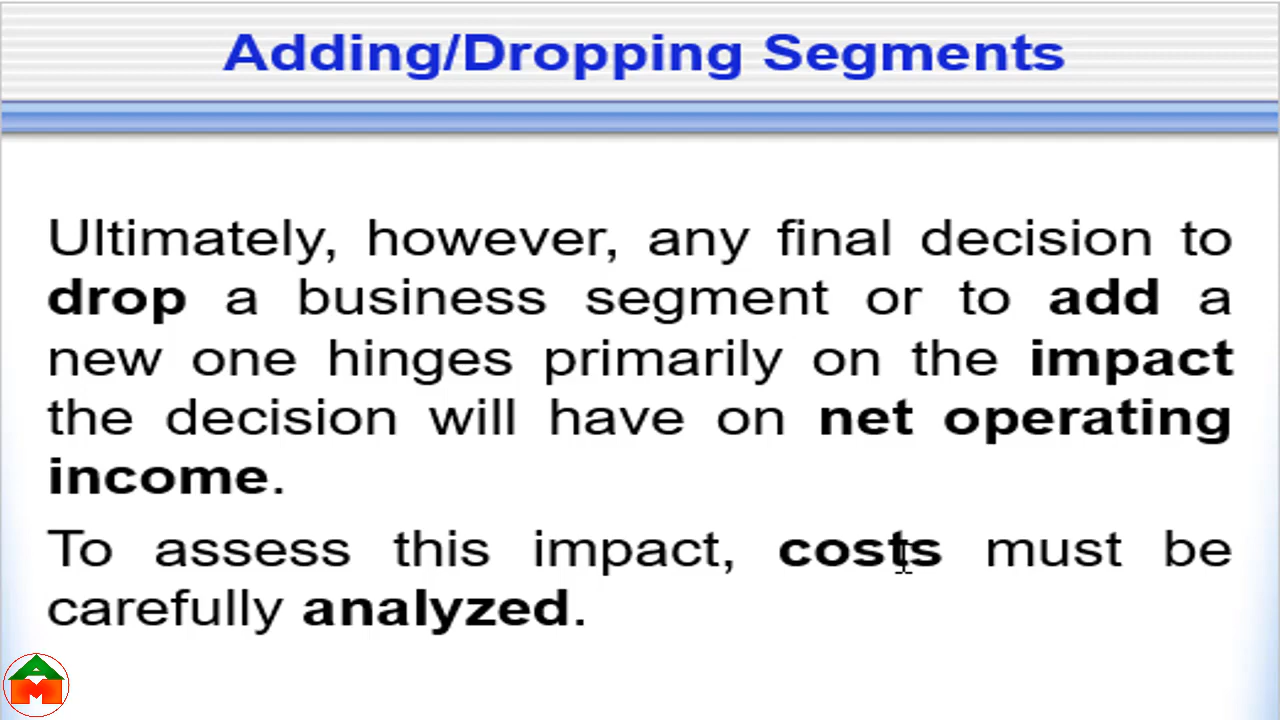 Adding/Dropping Segments
Ultimately, however, any final decision to
drop a business segment or to add a
new one hinges primarily on the impact
the decision will have on net operating
income.
To assess this impact, costs must be
carefully analyzed.
A
M